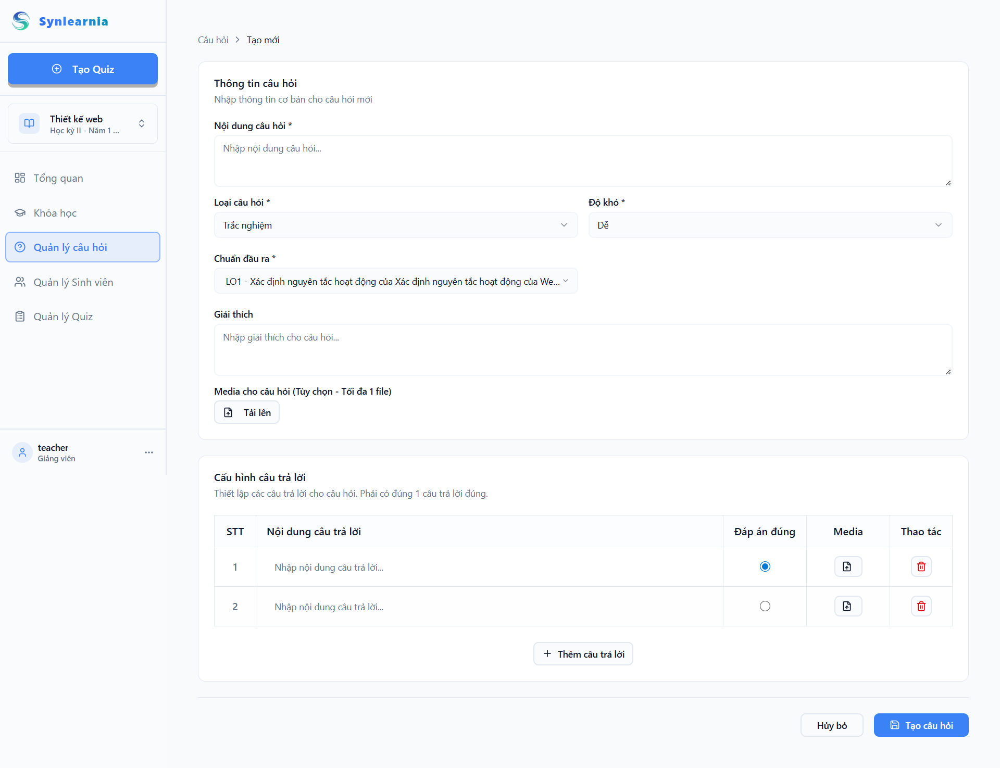 Synlearnia
Tạo Quiz
Thiết kế web
Học kỳ II - Năm 1 ...
Tổng quan
Khóa học
Quản lý câu hỏi
Quản lý Sinh viên
Quản lý Quiz
teacher
Giảng viên
Câu hỏi > Tạo mới
Thông tin câu hỏi
Nhập thông tin cơ bản cho câu hỏi mới
Nội dung câu hỏi *
Nhập nội dung câu hỏi...
Loại câu hỏi *
Trắc nghiệm
Độ khó *
Dễ
Chuẩn đầu ra *
LO1 - Xác định nguyên tắc hoạt động của Xác định nguyên tắc hoạt động của We...
Giải thích
Nhập giải thích cho câu hỏi...
Media cho câu hỏi (Tùy chọn - Tối đa 1 file)
Tải lên
Cấu hình câu trả lời
Thiết lập các câu trả lời cho câu hỏi. Phải có đúng 1 câu trả lời đúng.
STT Nội dung câu trả lời Đáp án đúng Media Thao tác
1 Nhập nội dung câu trả lời...
2 Nhập nội dung câu trả lời...
Thêm câu trả lời
Hủy bỏ
Tạo câu hỏi